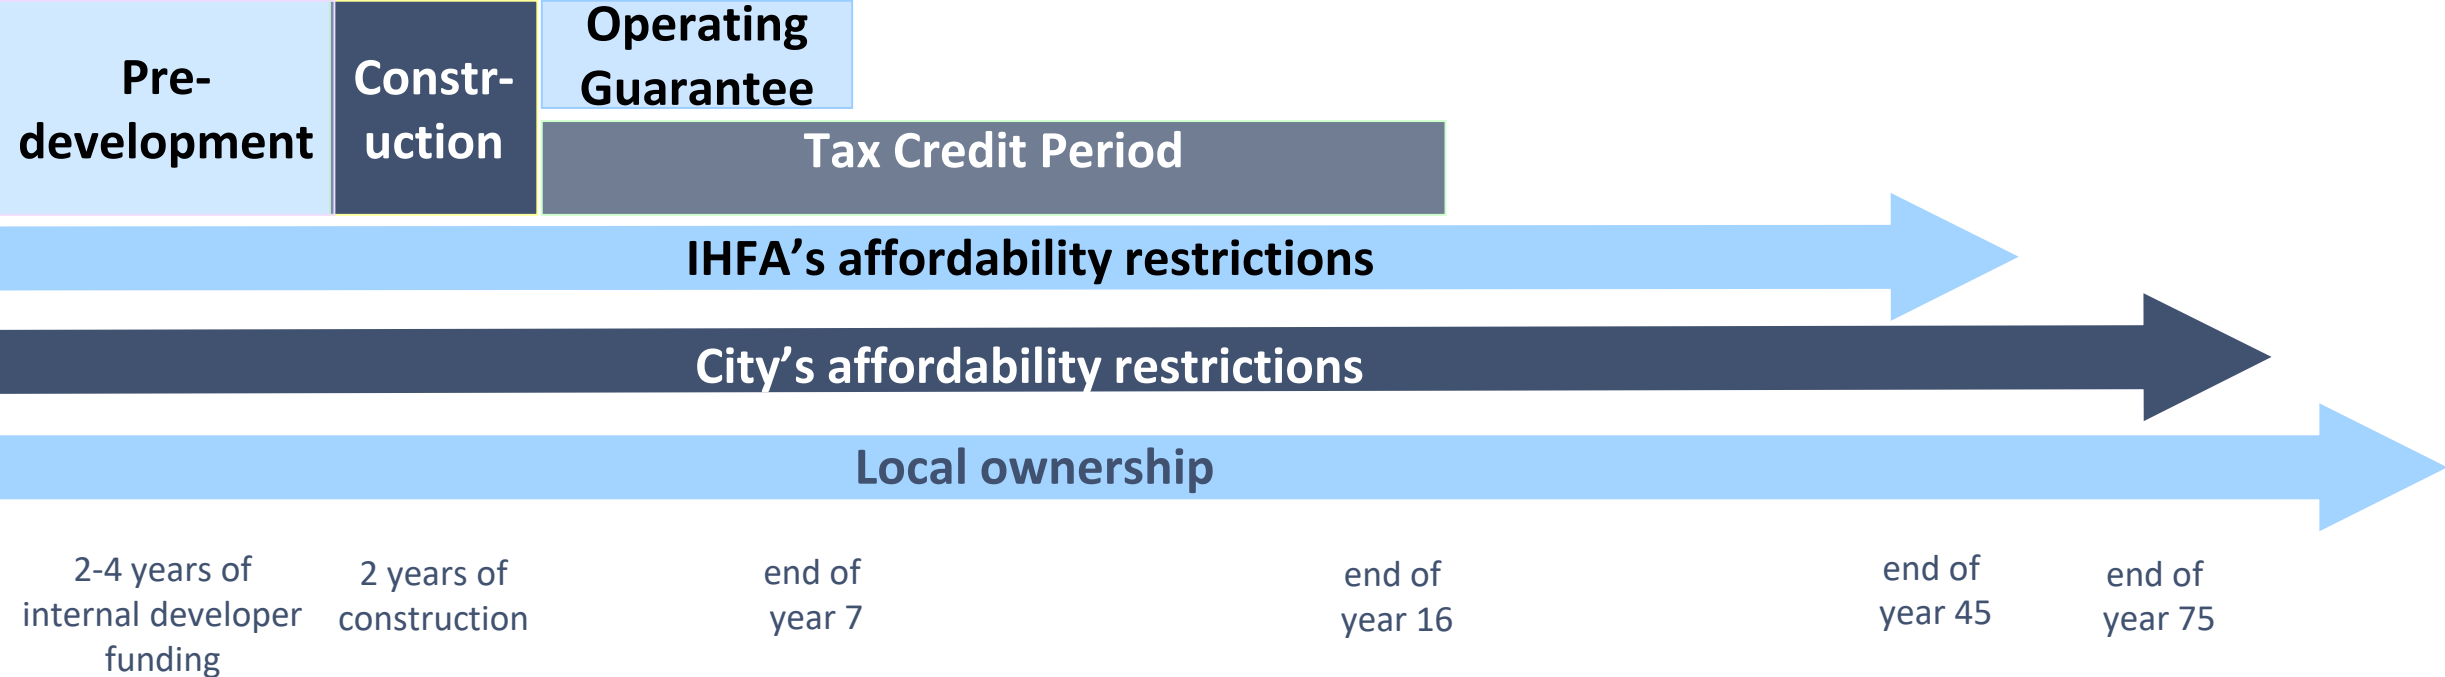 Pre-
development
Constr-
uction
Operating
Guarantee
Tax Credit Period
IHFA’s affordability restrictions
City’s affordability restrictions
Local ownership
2-4 years of
internal developer
funding
2 years of
construction
end of
year 7
end of
year 16
end of
year 45
end of
year 75